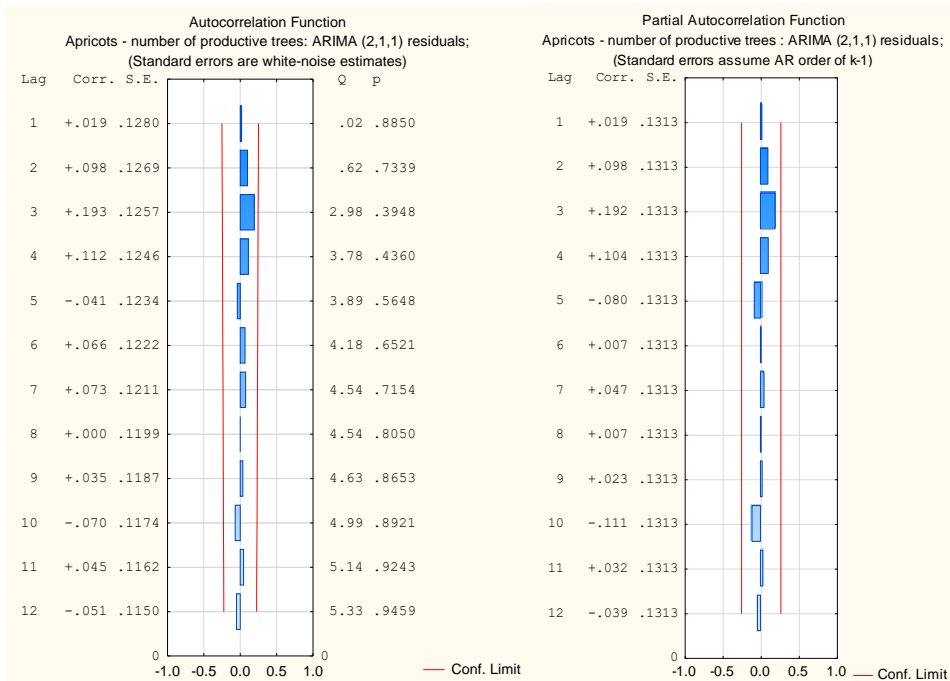 Autocorrelation Function
Apricots - number of productive trees: ARIMA (2,1,1) residuals;
(Standard errors are white-noise estimates)
Lag Corr. S.E. Q p
1 +.019 .1280 .02 .8850
2 +.098 .1269 .62 .7339
3 +.193 .1257 2.98 .3948
4 +.112 .1246 3.78 .4360
5 -.041 .1234 3.89 .5648
6 +.066 .1222 4.18 .6521
7 +.073 .1211 4.54 .7154
8 +.000 .1199 4.54 .8050
9 +.035 .1187 4.63 .8653
10 -.070 .1174 4.99 .8921
11 +.045 .1162 5.14 .9243
12 -.051 .1150 5.33 .9459
0 0
-1.0 -0.5 0.0 0.5 1.0
Conf. Limit
Partial Autocorrelation Function
Apricots - number of productive trees : ARIMA (2,1,1) residuals;
(Standard errors assume AR order of k-1)
Lag Corr. S.E.
1 +.019 .1313
2 +.098 .1313
3 +.192 .1313
4 +.104 .1313
5 -.080 .1313
6 +.007 .1313
7 +.047 .1313
8 +.007 .1313
9 +.023 .1313
10 -.111 .1313
11 +.032 .1313
12 -.039 .1313
0
-1.0 -0.5 0.0 0.5 1.0
Conf. Limit